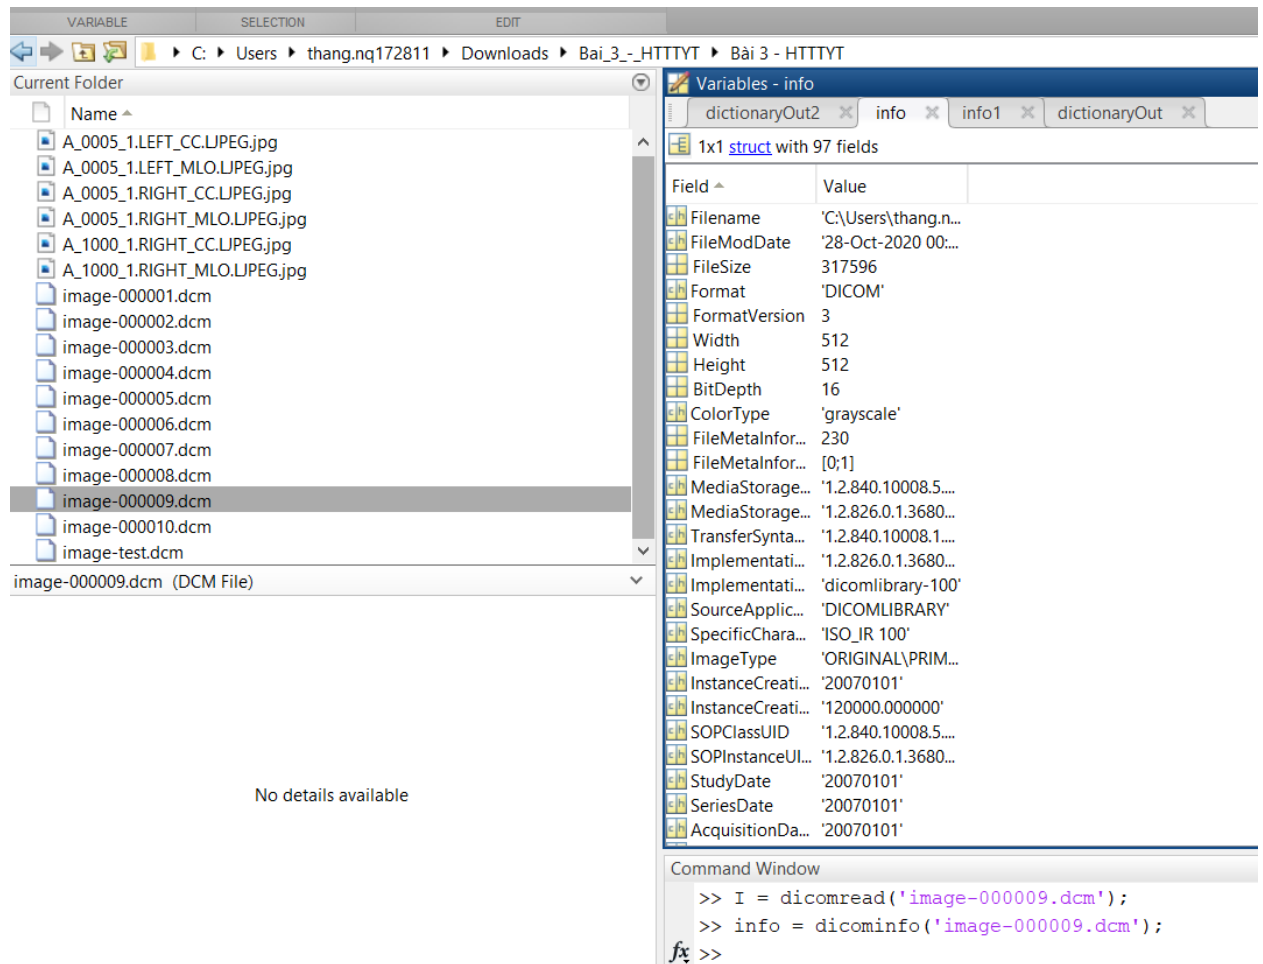 VARIABLE SELECTION EDIT
C: Users thang.nq172811 Downloads Bai_3_-_HTTTYT Bài 3 - HTTTYT
Current Folder
Name
A_0005_1.LEFT_CC.LJPEG.jpg
A_0005_1.LEFT_MLO.LJPEG.jpg
A_0005_1.RIGHT_CC.LJPEG.jpg
A_0005_1.RIGHT_MLO.LJPEG.jpg
A_1000_1.RIGHT_CC.LJPEG.jpg
A_1000_1.RIGHT_MLO.LJPEG.jpg
image-000001.dcm
image-000002.dcm
image-000003.dcm
image-000004.dcm
image-000005.dcm
image-000006.dcm
image-000007.dcm
image-000008.dcm
image-000009.dcm
image-000010.dcm
image-test.dcm
image-000009.dcm (DCM File)
No details available
Variables - info
dictionaryOut2 info info1 dictionaryOut
1x1 struct with 97 fields
Field Value
Filename 'C:\Users\thang.n...
FileModDate '28-Oct-2020 00:...
FileSize 317596
Format 'DICOM'
FormatVersion 3
Width 512
Height 512
BitDepth 16
ColorType 'grayscale'
FileMetaInfor... 230
FileMetaInfor... [0;1]
MediaStorage... '1.2.840.10008.5....
MediaStorage... '1.2.826.0.1.3680...
TransferSynta... '1.2.840.10008.1....
Implementati... '1.2.826.0.1.3680...
Implementati... 'dicomlibrary-100'
SourceApplic... 'DICOMLIBRARY'
SpecificChara... 'ISO_IR 100'
ImageType 'ORIGINAL\PRIM...
InstanceCreati... '20070101'
InstanceCreati... '120000.000000'
SOPClassUID '1.2.840.10008.5....
SOPInstanceUI... '1.2.826.0.1.3680...
StudyDate '20070101'
SeriesDate '20070101'
AcquisitionDa... '20070101'
Command Window
>> I = dicomread('image-000009.dcm');
>> info = dicominfo('image-000009.dcm');
fx >>